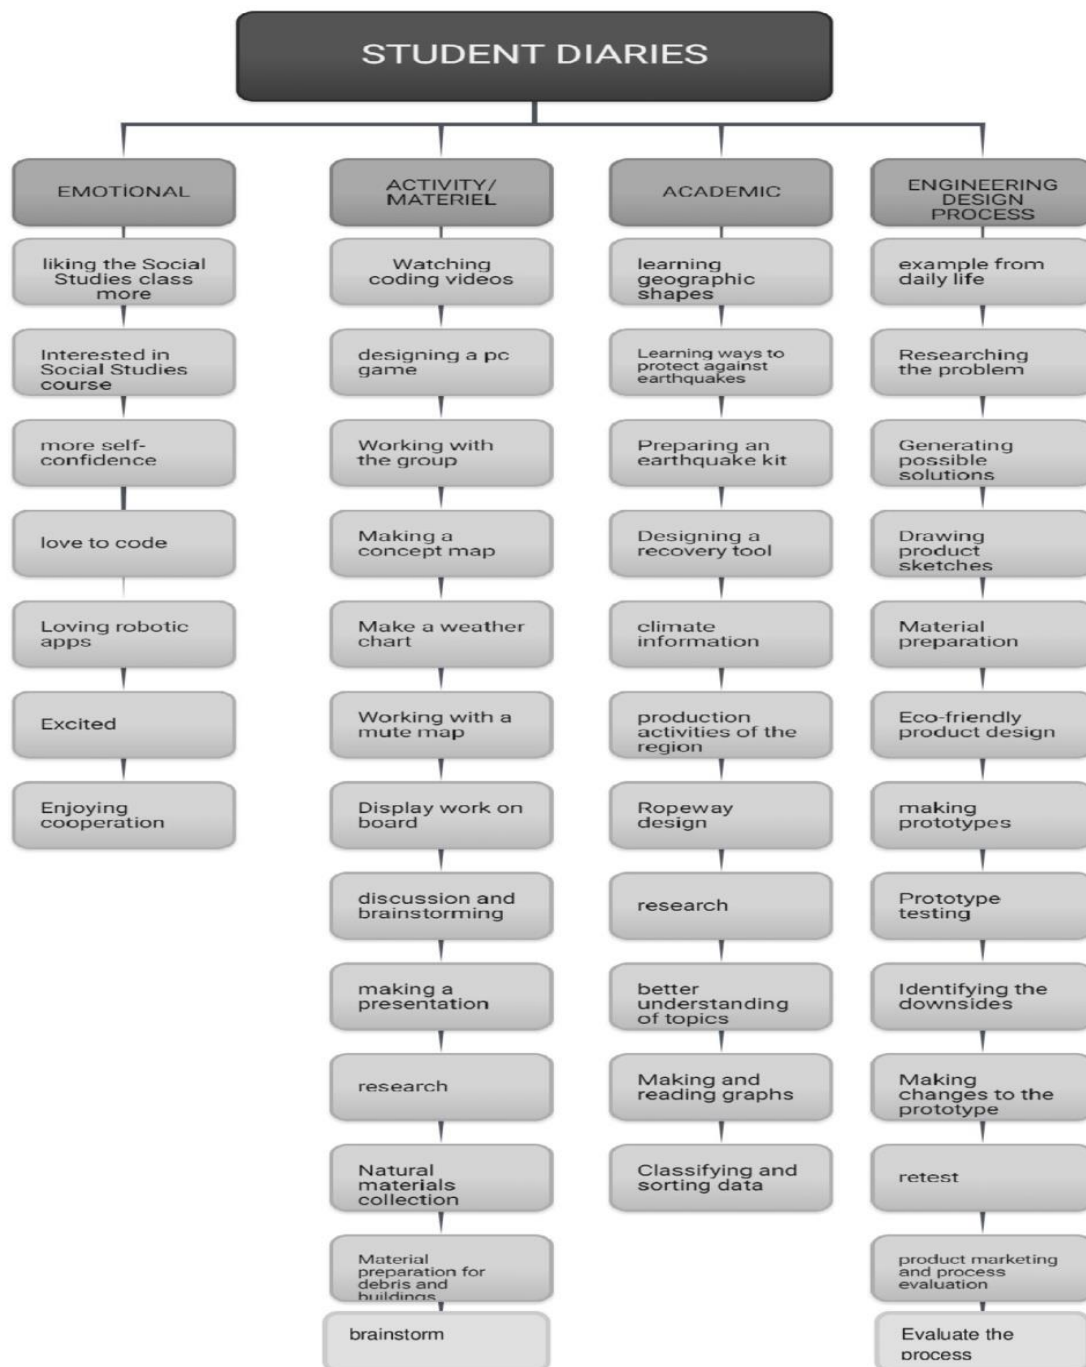 STUDENT DIARIES
EMOTİONAL
liking the Social
Studies class
more
Interested in
Social Studies
course
more self-
confidence
love to code
Loving robotic
apps
Excited
Enjoying
cooperation
ACTIVITY/
MATERIEL
Watching
coding videos
designing a pc
game
Working with
the group
Making a
concept map
Make a weather
chart
Working with a
mute map
Display work on
board
discussion and
brainstorming
making a
presentation
research
Natural
materials
collection
Material
preparation for
debris and
buildings
brainstorm
ACADEMIC
learning
geographic
shapes
Learning ways to
protect against
earthquakes
Preparing an
earthquake kit
Designing a
recovery tool
climate
information
production
activities of the
region
Ropeway
design
research
better
understanding
of topics
Making and
reading graphs
Classifying and
sorting data
ENGINEERING
DESIGN
PROCESS
example from
daily life
Researching
the problem
Generating
possible
solutions
Drawing
product
sketches
Material
preparation
Eco-friendly
product design
making
prototypes
Prototype
testing
Identifying the
downsides
Making
changes to the
prototype
retest
product marketing
and process
evaluation
Evaluate the
process